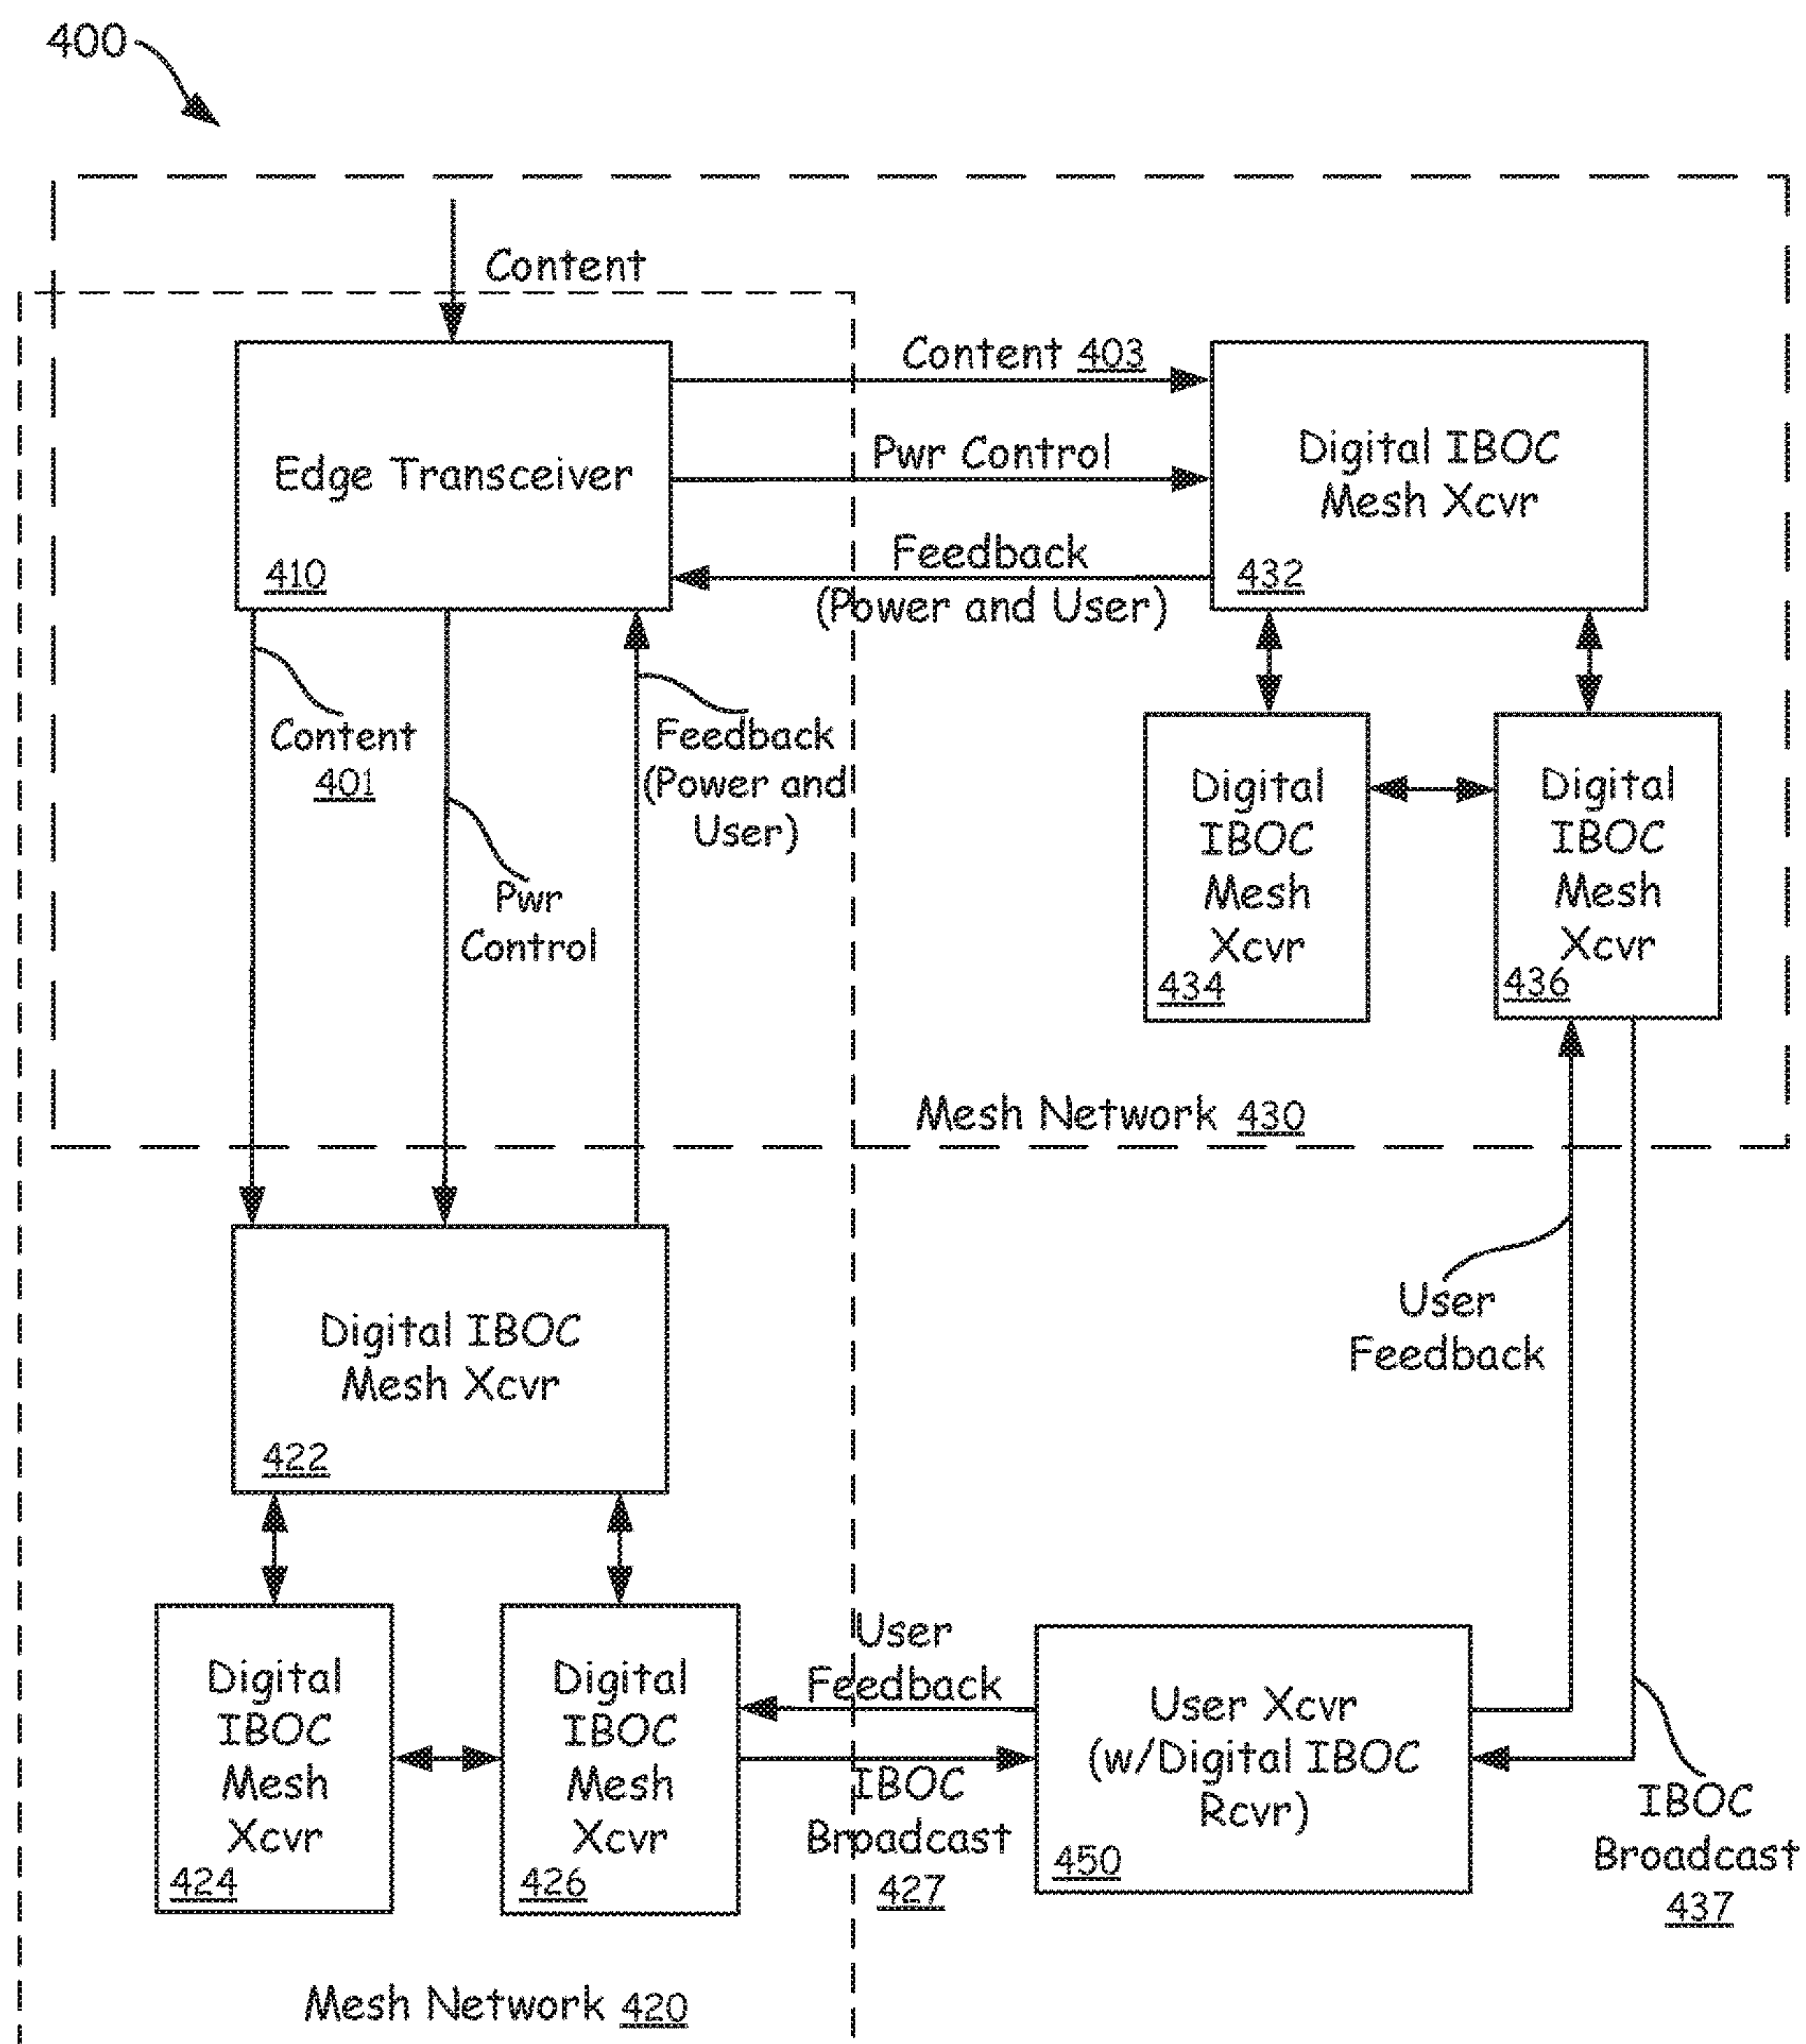 400
Content
Content 403
Pwr Control
Feedback
(Power and User)
Edge Transceiver
410
Digital IBOC
Mesh Xcvr
432
Content
401
Pwr
Control
Feedback
(Power and
User)
Digital
IBOC
Mesh
Xcvr
434
Digital
IBOC
Mesh
Xcvr
436
Mesh Network 430
Digital IBOC
Mesh Xcvr
422
User
Feedback
Digital
IBOC
Mesh
Xcvr
424
Digital
IBOC
Mesh
Xcvr
426
User
Feedback
IBOC
Broadcast
427
User Xcvr
(w/Digital IBOC
Rcvr)
450
IBOC
Broadcast
437
Mesh Network 420